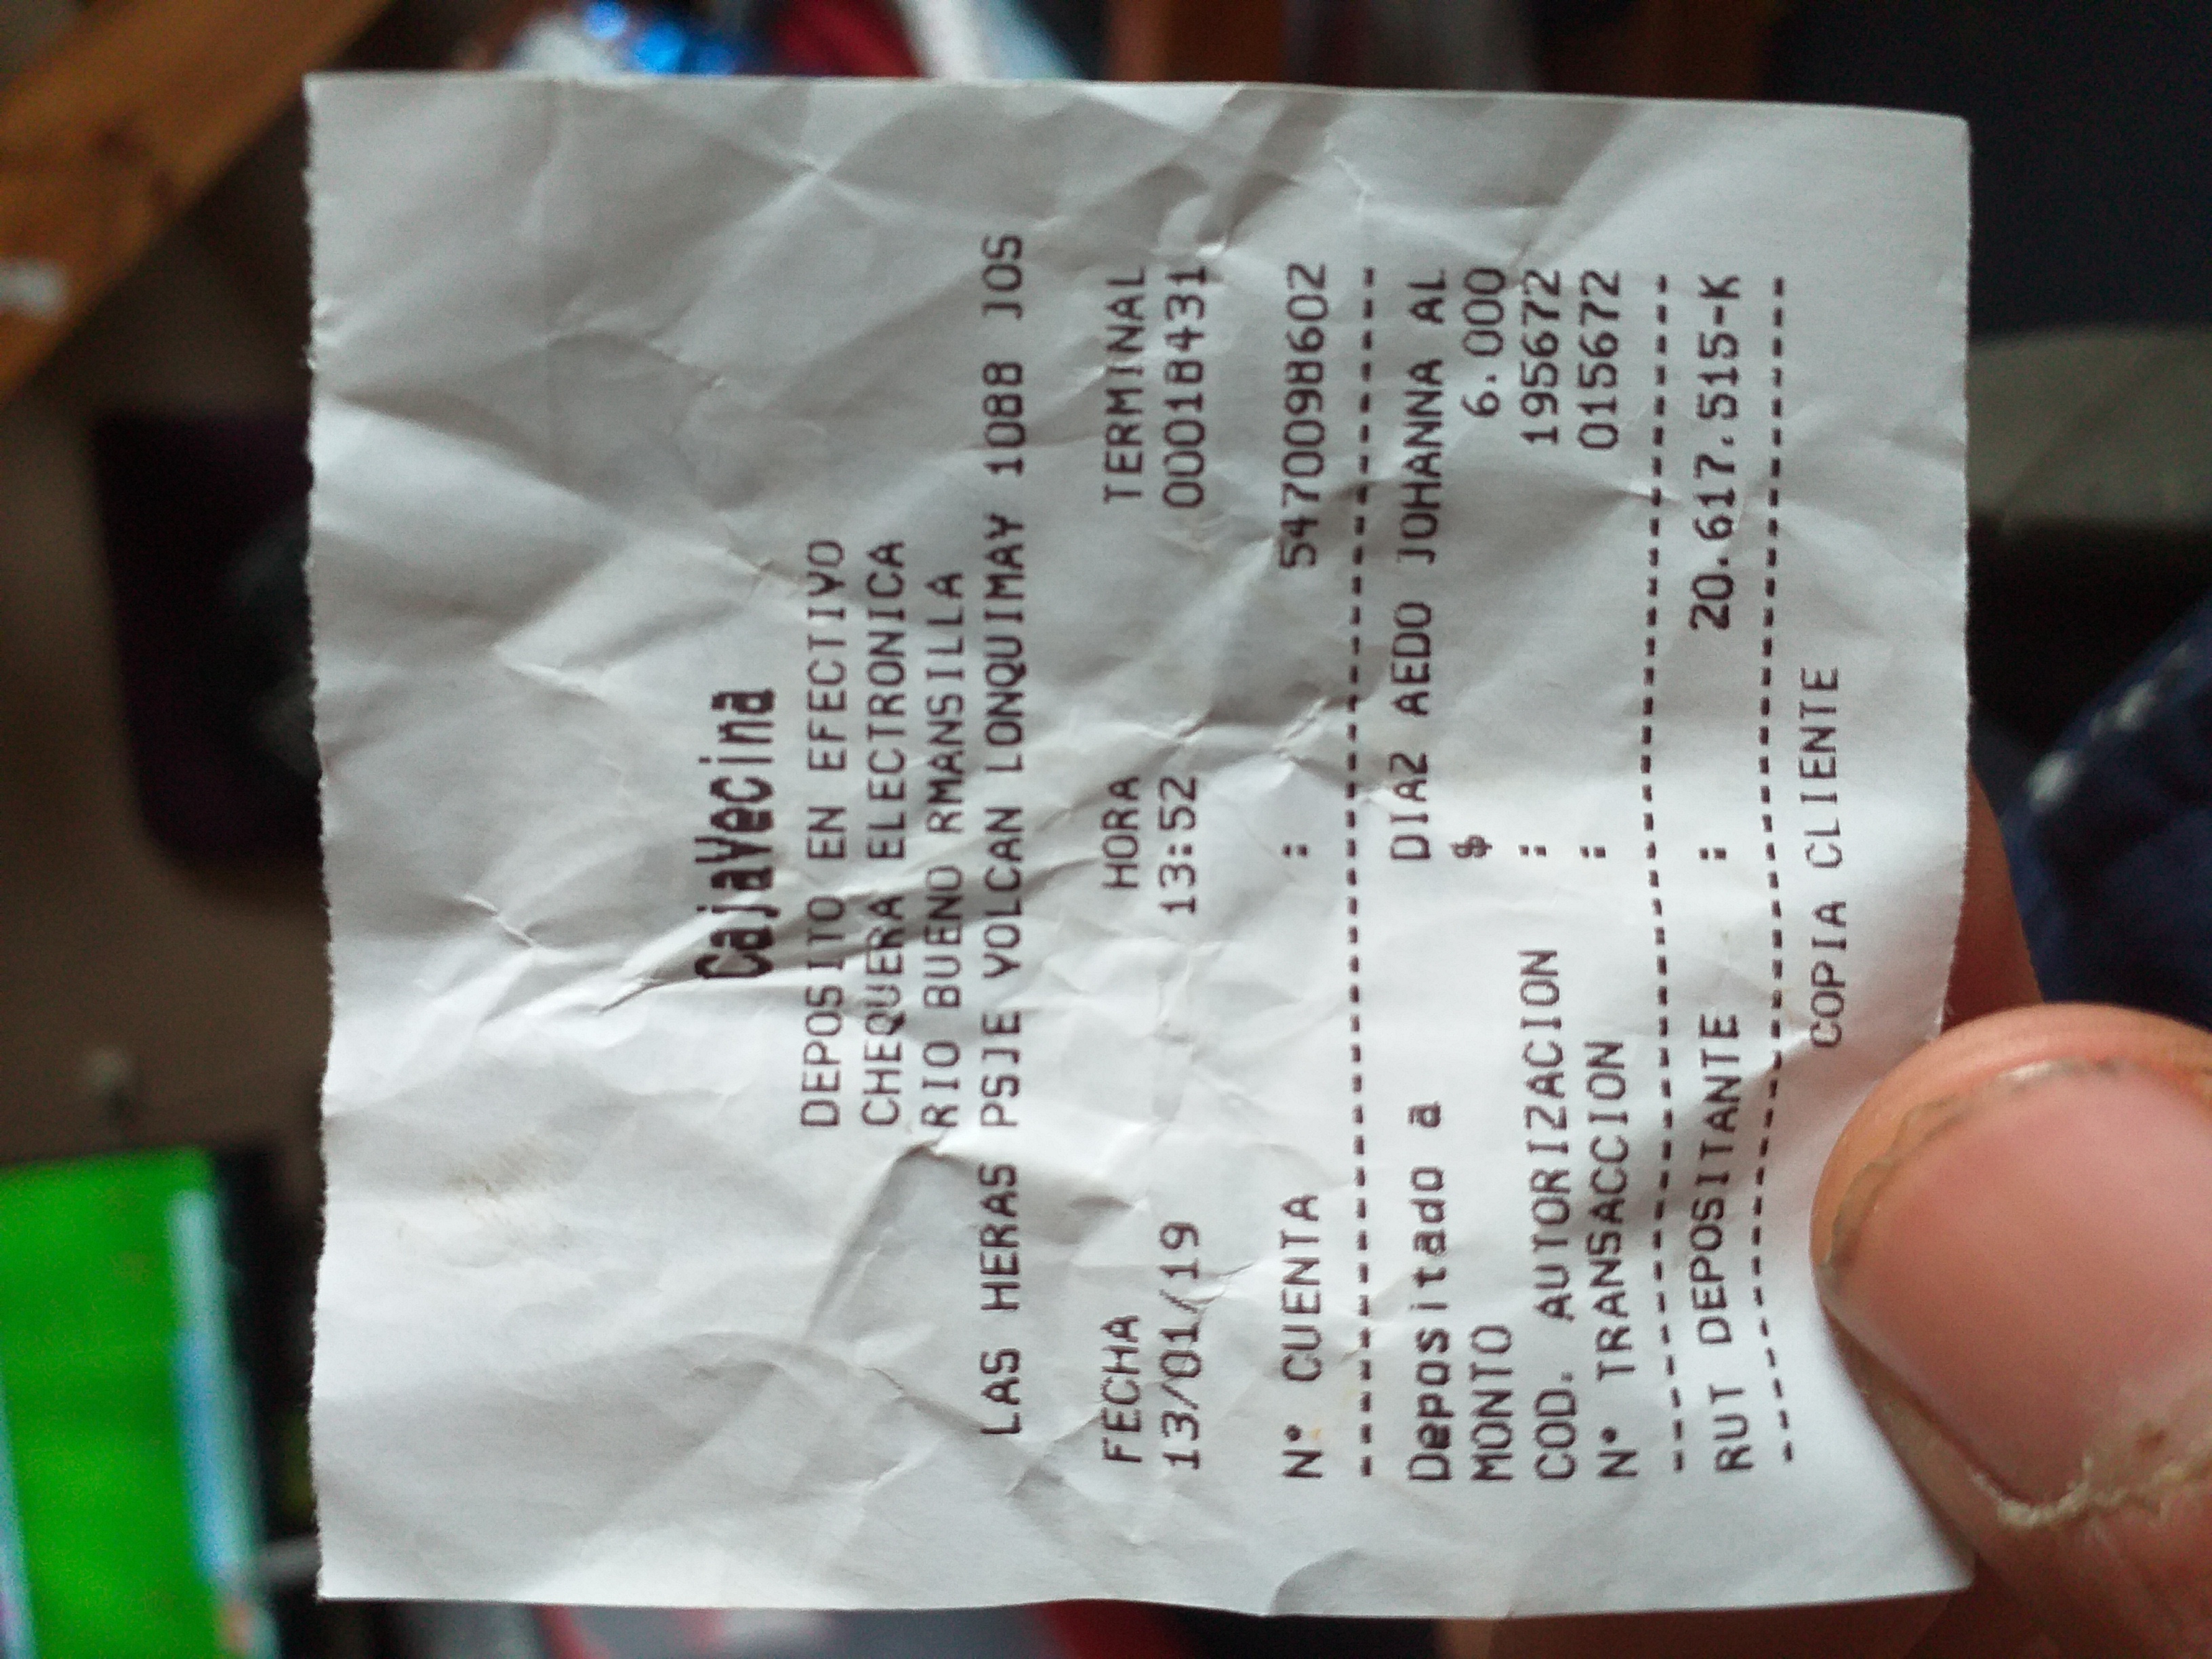 CajaVecina
DEPOSITO EN EFECTIVO
CHEQUERA ELECTRONICA
RIO BUENO RMANSILLA
LAS HERAS PSJE VOLCAN LONQUIMAY 1088 JOS
FECHA HORA TERMINAL
13/01/19 13:52 00018431
N° CUENTA : 5470098602
Depositado a DIAZ AEDO JOHANNA AL
MONTO $ 6.000
COD. AUTORIZACION : 195672
N° TRANSACCION : 015672
RUT DEPOSITANTE : 20.617.515-K
COPIA CLIENTE